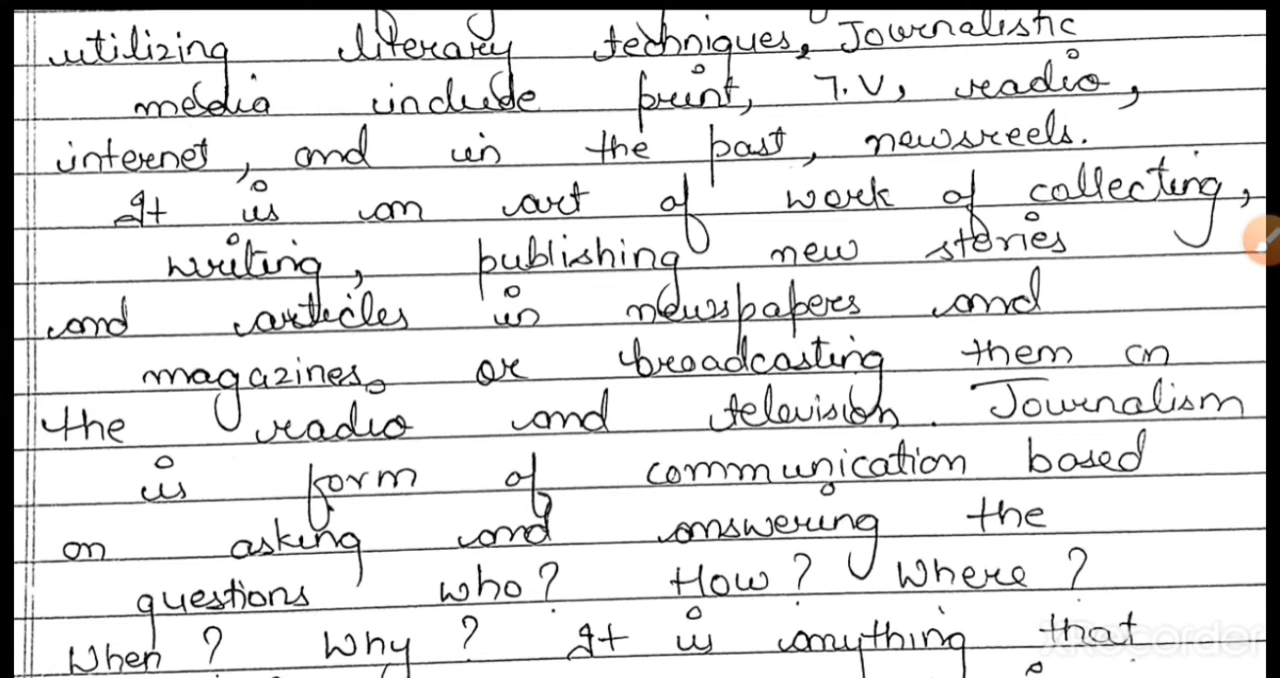 utilizing literary techniques, Journalistic
media include print, T.V, radio,
internet, and in the past, newsreels.
It is an art of work of collecting,
writing, publishing new stories
and articles in newspapers and
magazines. or broadcasting them on
the radio and television. Journalism
is form of communication based
on asking and answering the
questions who? How? Where?
When? Why? It is anything that
XRecorder